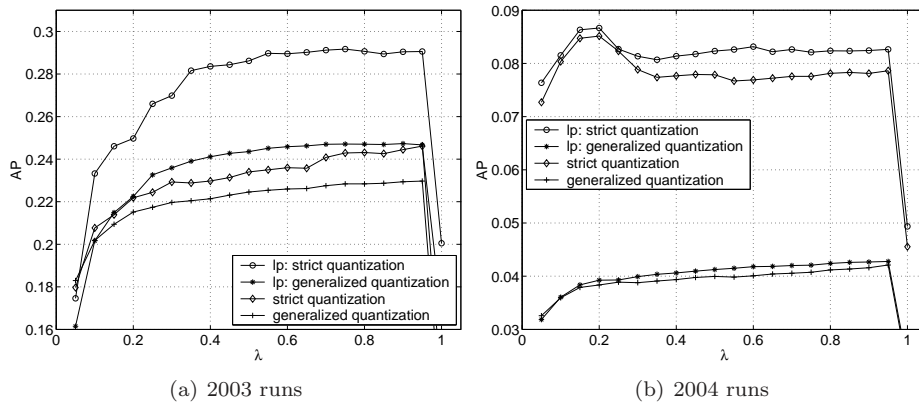 0.3
0.28
0.26
0.24
0.22
0.2
0.18
0.16
AP
0 0.2 0.4 0.6 0.8 1
λ
lp: strict quantization
lp: generalized quantization
strict quantization
generalized quantization
(a) 2003 runs
0.09
0.08
0.07
0.06
0.05
0.04
0.03
AP
0 0.2 0.4 0.6 0.8 1
λ
lp: strict quantization
lp: generalized quantization
strict quantization
generalized quantization
(b) 2004 runs